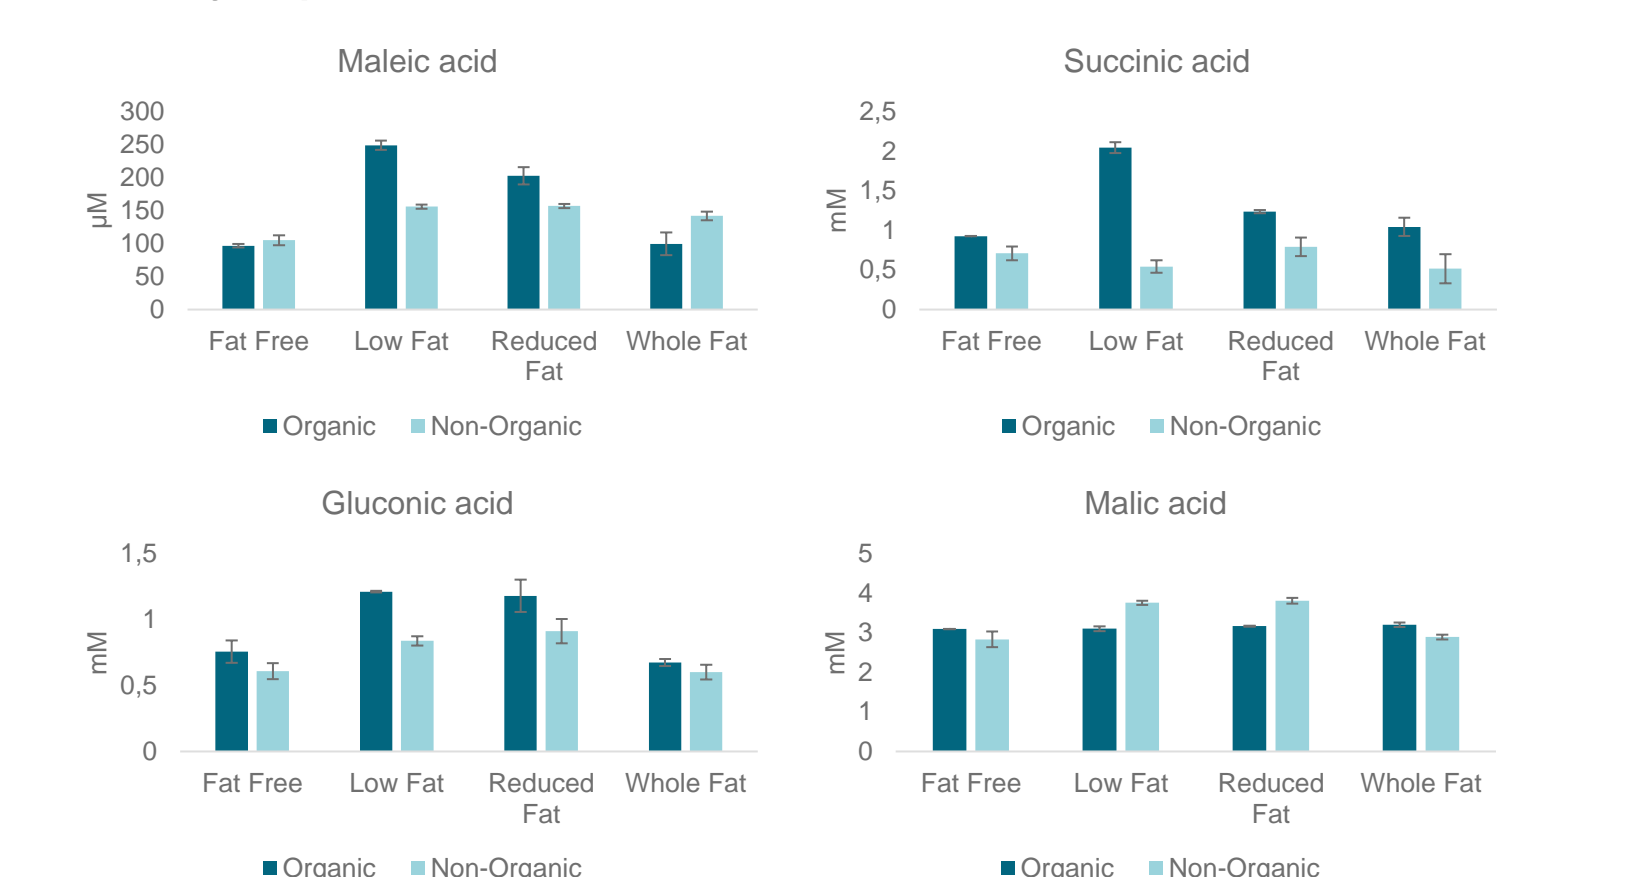 Maleic acid
300
250
200
150
100
50
0
µM
Fat Free Low Fat Reduced Fat Whole Fat
Organic Non-Organic
Succinic acid
2,5
2
1,5
1
0,5
0
mM
Fat Free Low Fat Reduced Fat Whole Fat
Organic Non-Organic
Gluconic acid
1,5
1
0,5
0
mM
Fat Free Low Fat Reduced Fat Whole Fat
Organic Non-Organic
Malic acid
5
4
3
2
1
0
mM
Fat Free Low Fat Reduced Fat Whole Fat
Organic Non-Organic